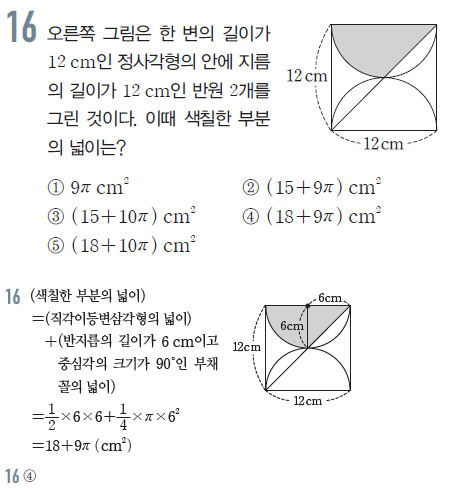 16 오른쪽 그림은 한 변의 길이가
12 cm인 정사각형의 안에 지름
의 길이가 12 cm인 반원 2개를
그린 것이다. 이때 색칠한 부분
의 넓이는?
12 cm
12 cm
① 9π cm² ② (15+9π) cm²
③ (15+10π) cm² ④ (18+9π) cm²
⑤ (18+10π) cm²
16 (색칠한 부분의 넓이)
=(직각이등변삼각형의 넓이)
+(반지름의 길이가 6 cm이고
중심각의 크기가 90°인 부채
꼴의 넓이)
=1/2×6×6+1/4×π×6²
=18+9π (cm²)
6cm
6cm
12cm
12cm
16 ④